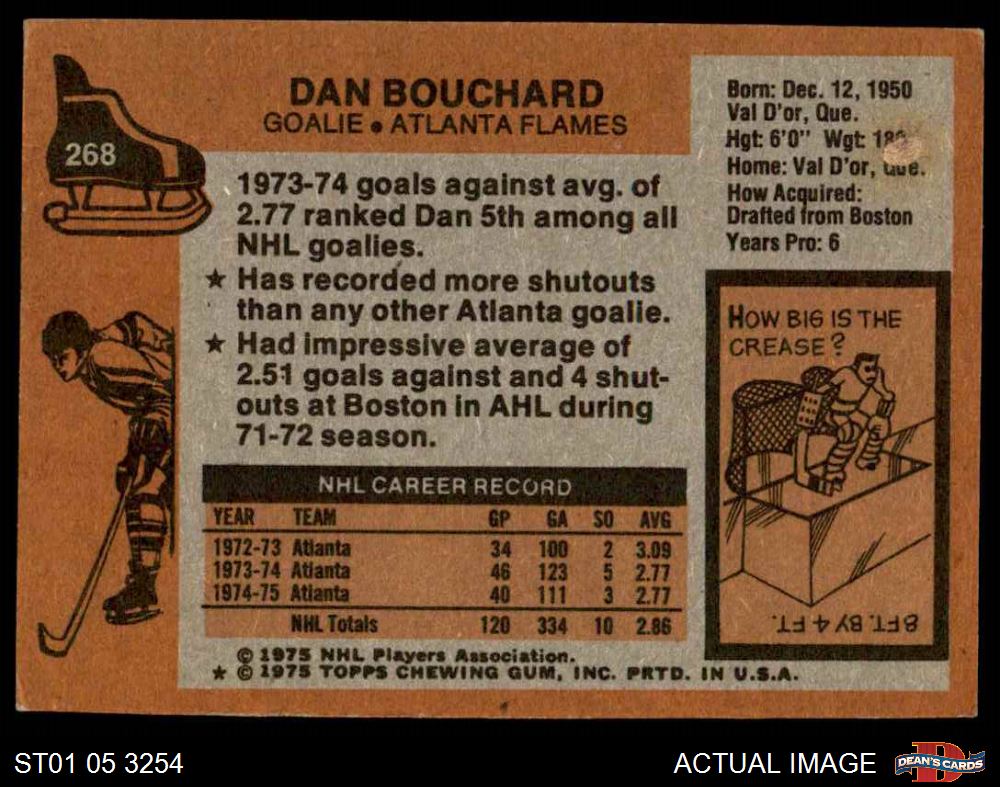 DAN BOUCHARD
GOALIE • ATLANTA FLAMES
268
Born: Dec. 12, 1950
Val D'or, Que.
Hgt: 6'0" Wgt:
Home: Val D'or, Que.
How Acquired:
Drafted from Boston
Years Pro: 6
1973-74 goals against avg. of
2.77 ranked Dan 5th among all
NHL goalies.
★ Has recorded more shutouts
than any other Atlanta goalie.
★ Had impressive average of
2.51 goals against and 4 shut-
outs at Boston in AHL during
71-72 season.
HOW BIG IS THE
CREASE?
8FT. BY 4 FT.
NHL CAREER RECORD
YEAR TEAM GP GA SO AVG
1972-73 Atlanta 34 100 2 3.09
1973-74 Atlanta 46 123 5 2.77
1974-75 Atlanta 40 111 3 2.77
NHL Totals 120 334 10 2.86
© 1975 NHL Players Association.
★ © 1975 TOPPS CHEWING GUM, INC. PRTD. IN U.S.A.
ST01 05 3254
ACTUAL IMAGE
D
DEAN'S CARDS